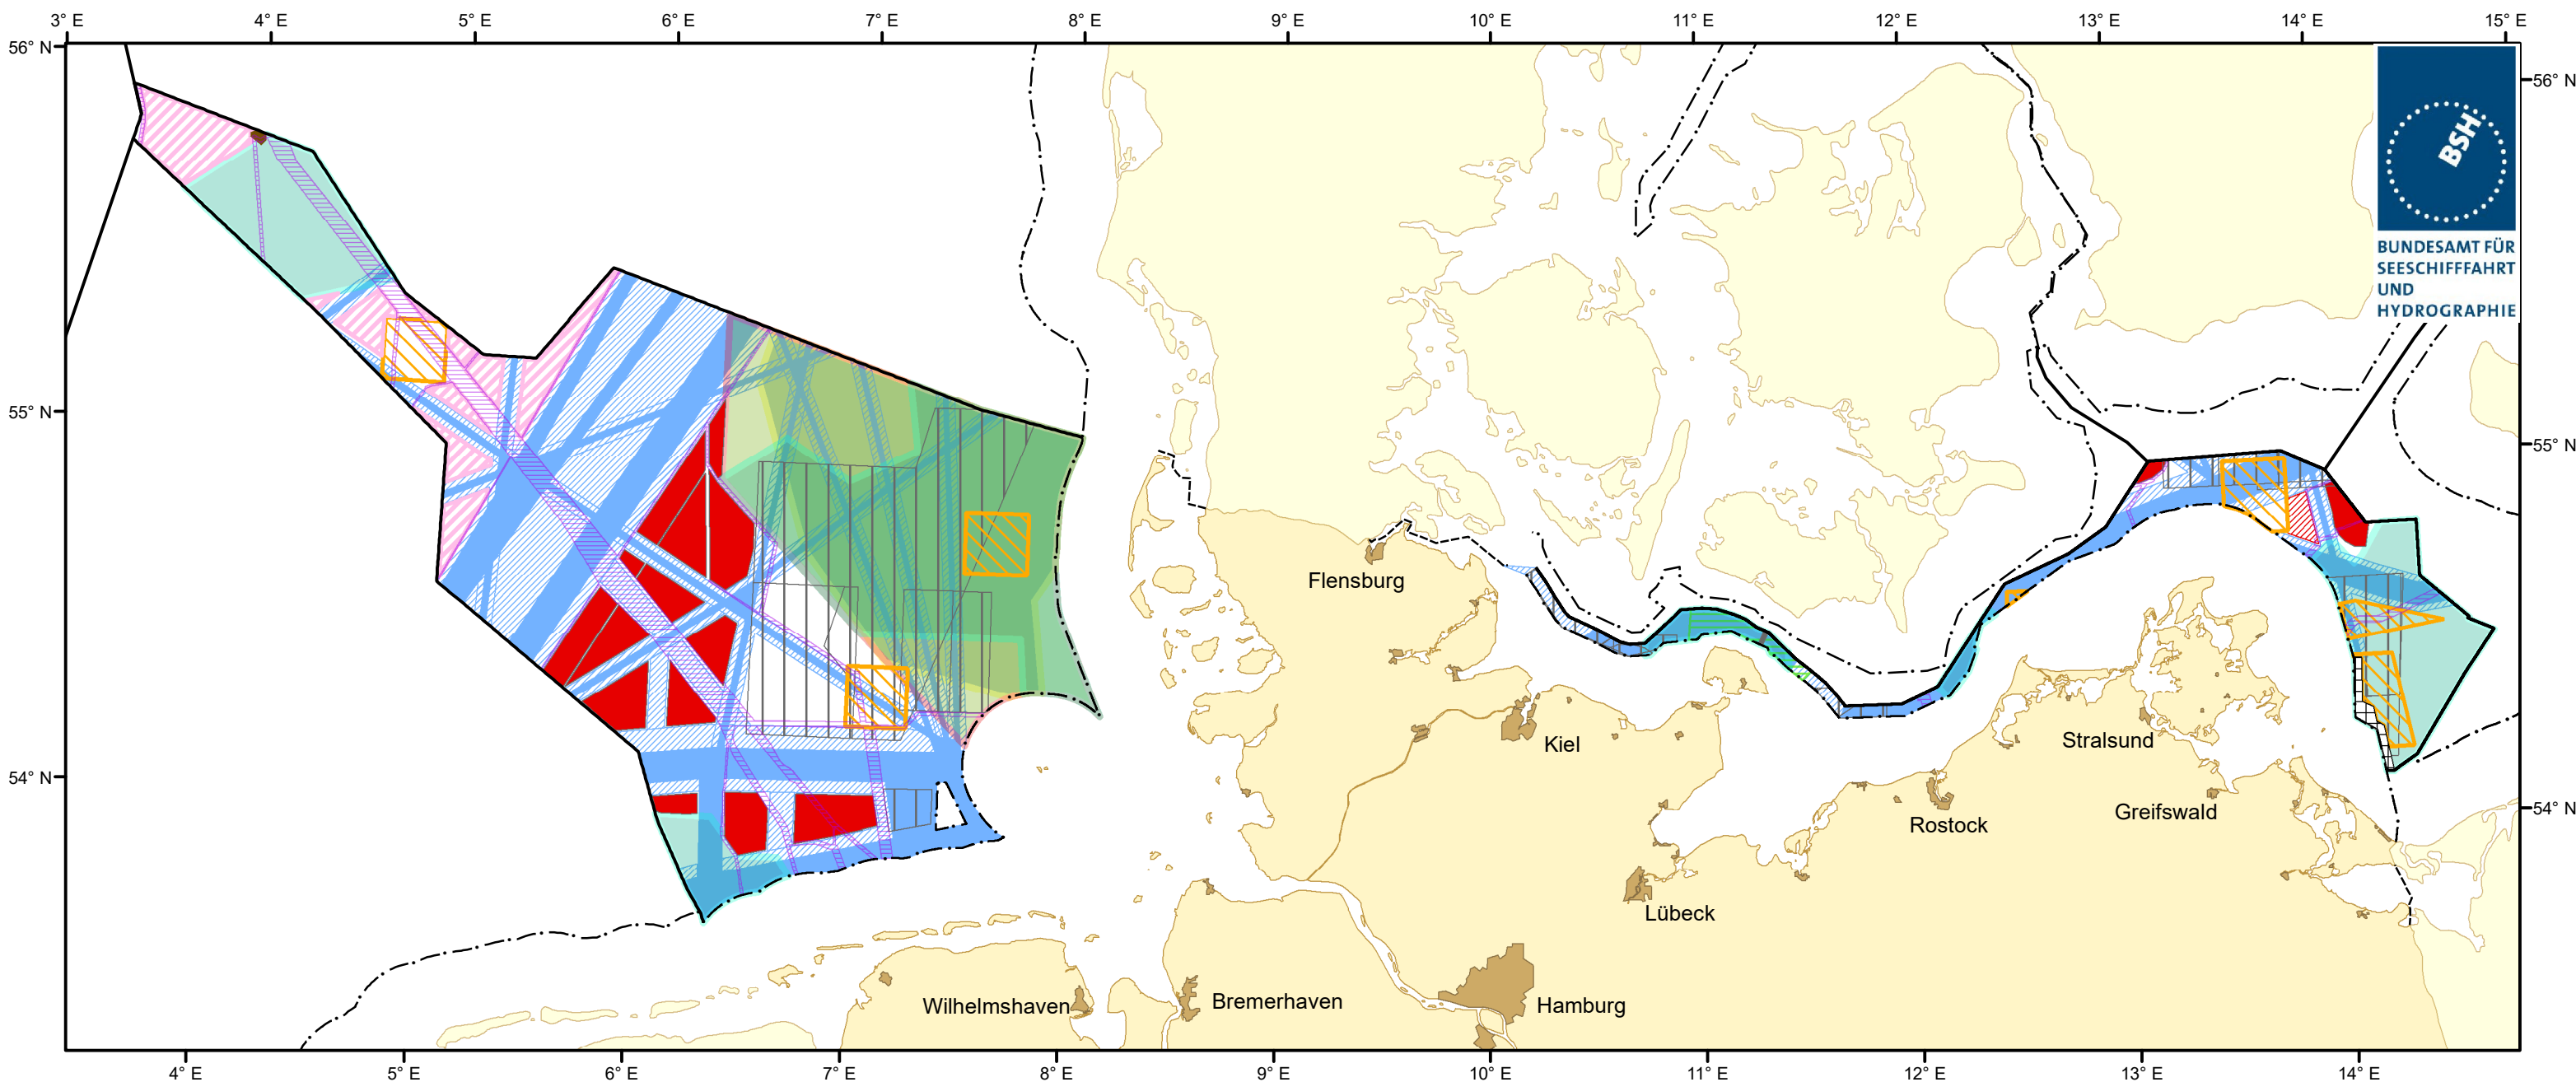 3° E 4° E 5° E 6° E 7° E 8° E 9° E 10° E 11° E 12° E 13° E 14° E 15° E
56° N 56° N
BSH
BUNDESAMT FÜR
SEESCHIFFFAHRT
UND
HYDROGRAPHIE
55° N 55° N
Flensburg
Kiel
Stralsund
54° N 54° N
Greifswald
Rostock
Lübeck
Wilhelmshaven Bremerhaven Hamburg
4° E 5° E 6° E 7° E 8° E 9° E 10° E 11° E 12° E 13° E 14° E